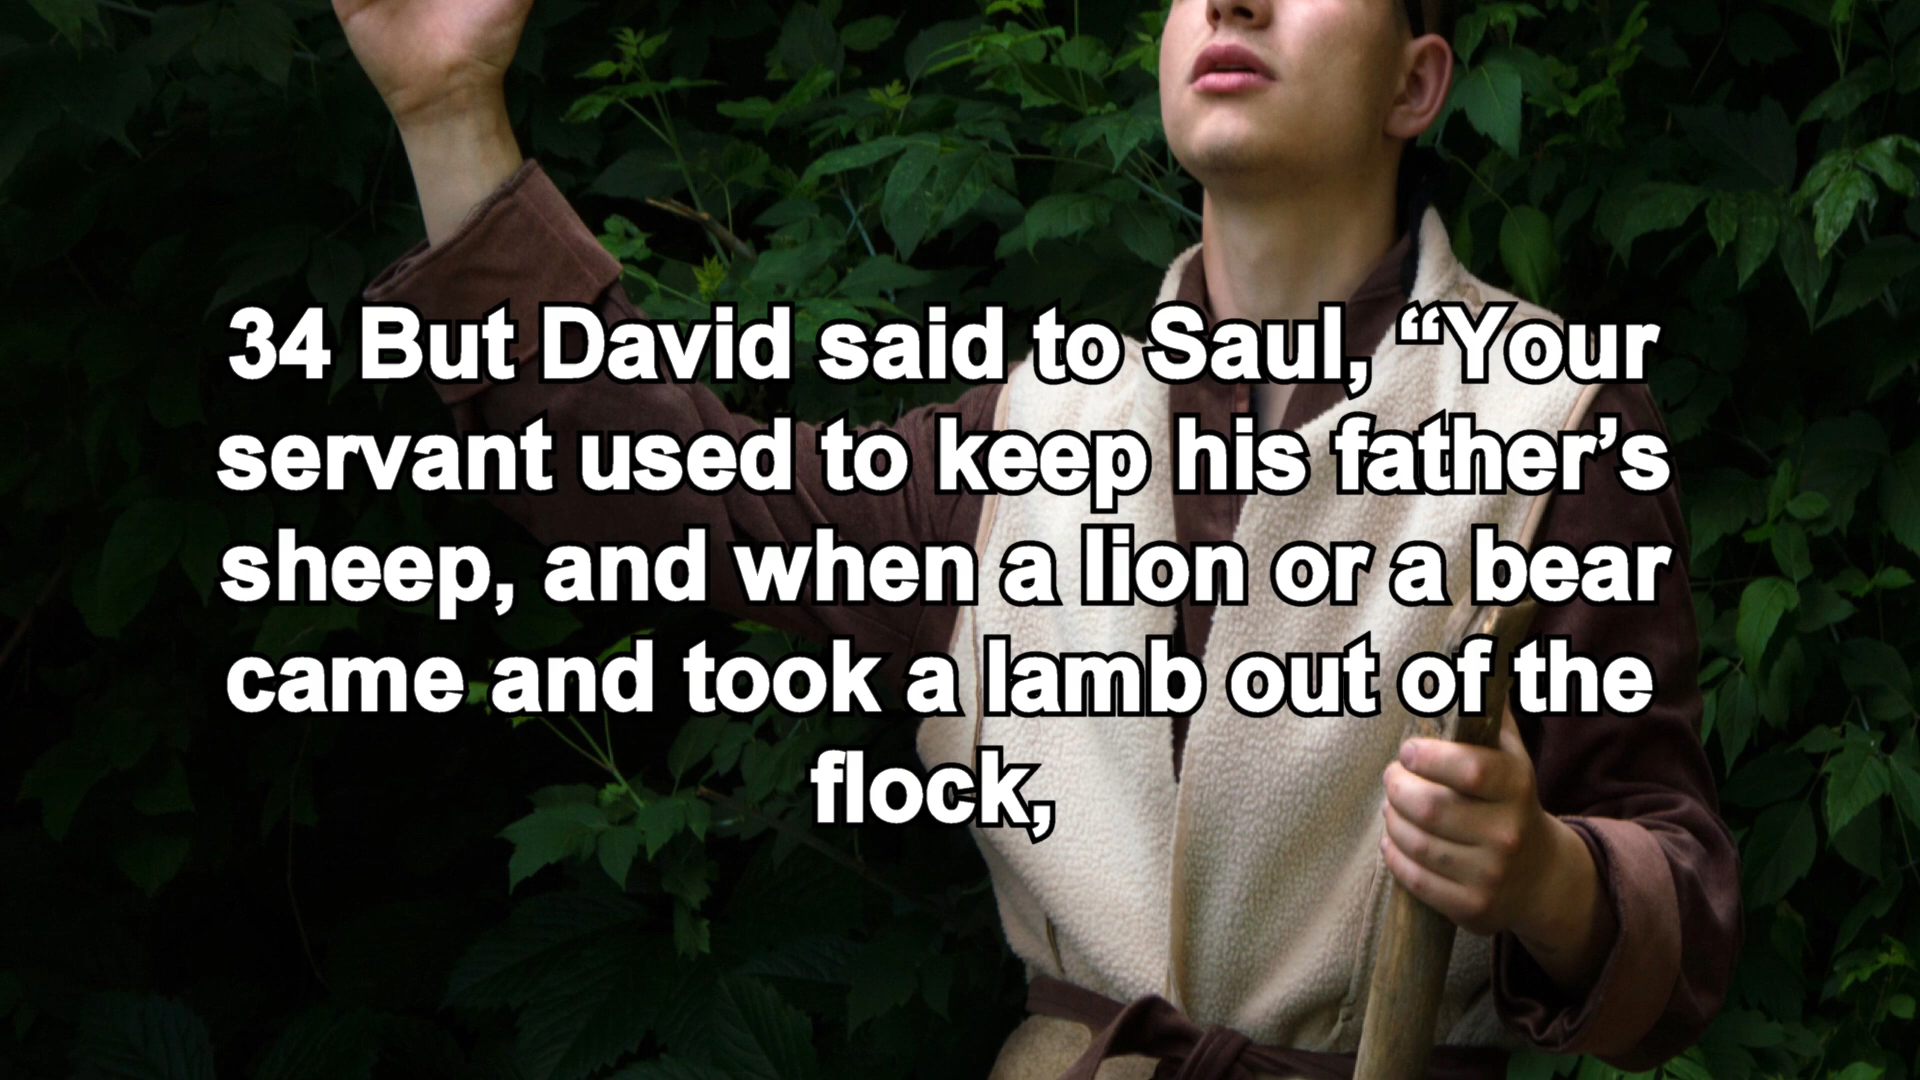 34 But David said to Saul, “Your
servant used to keep his father’s
sheep, and when a lion or a bear
came and took a lamb out of the
flock,